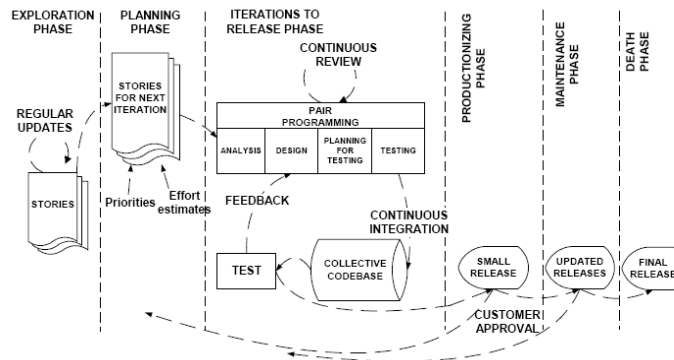 EXPLORATION
PHASE
PLANNING
PHASE
ITERATIONS TO
RELEASE PHASE
PRODUCTIONIZING
PHASE
MAINTENANCE
PHASE
DEATH
PHASE
CONTINUOUS
REVIEW
STORIES
FOR NEXT
ITERATION
REGULAR
UPDATES
PAIR
PROGRAMMING
ANALYSIS
DESIGN
PLANNING
FOR
TESTING
TESTING
STORIES
Priorities
Effort
estimates
FEEDBACK
CONTINUOUS
INTEGRATION
TEST
COLLECTIVE
CODEBASE
SMALL
RELEASE
UPDATED
RELEASES
FINAL
RELEASE
CUSTOMER
APPROVAL